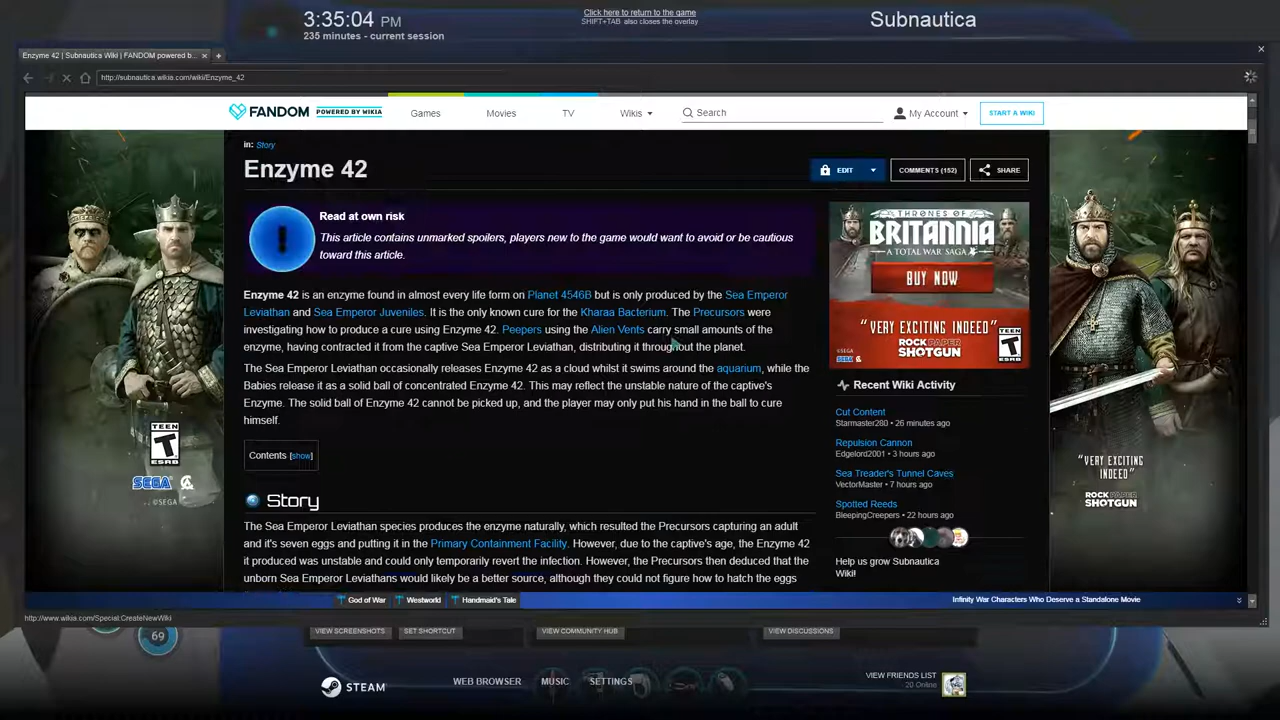 3:35:04 PM
235 minutes - current session
Click here to return to the game
SHIFT+TAB also closes the overlay
Subnautica
Enzyme 42 | Subnautica Wiki | FANDOM powered b...
http://subnautica.wikia.com/wiki/Enzyme_42
FANDOM POWERED BY WIKIA
Games
Movies
TV
Wikis
Search
My Account
START A WIKI
in: Story
Enzyme 42
EDIT
COMMENTS (152)
SHARE
Read at own risk
This article contains unmarked spoilers, players new to the game would want to avoid or be cautious
toward this article.
Enzyme 42 is an enzyme found in almost every life form on Planet 4546B but is only produced by the Sea Emperor
Leviathan and Sea Emperor Juveniles. It is the only known cure for the Kharaa Bacterium. The Precursors were
investigating how to produce a cure using Enzyme 42. Peepers using the Alien Vents carry small amounts of the
enzyme, having contracted it from the captive Sea Emperor Leviathan, distributing it throughout the planet.
The Sea Emperor Leviathan occasionally releases Enzyme 42 as a cloud whilst it swims around the aquarium, while the
Babies release it as a solid ball of concentrated Enzyme 42. This may reflect the unstable nature of the captive's
Enzyme. The solid ball of Enzyme 42 cannot be picked up, and the player may only put his hand in the ball to cure
himself.
Contents [show]
Story
The Sea Emperor Leviathan species produces the enzyme naturally, which resulted the Precursors capturing an adult
and it's seven eggs and putting it in the Primary Containment Facility. However, due to the captive's age, the Enzyme 42
it produced was unstable and could only temporarily revert the infection. However, the Precursors then deduced that the
unborn Sea Emperor Leviathans would likely be a better source, although they could not figure how to hatch the eggs
THRONES OF
BRITANNIA
A TOTAL WAR SAGA
BUY NOW
"VERY EXCITING INDEED"
ROCK PAPER
SHOTGUN
TEEN
T
ESRB
SEGA
Recent Wiki Activity
Cut Content
Starmaster280 • 26 minutes ago
Repulsion Cannon
Edgelord2001 • 3 hours ago
Sea Treader's Tunnel Caves
VectorMaster • 7 hours ago
Spotted Reeds
BleepingCreepers • 22 hours ago
Help us grow Subnautica
Wiki!
TEEN
T
ESRB
SEGA
©SEGA
"VERY EXCITING
INDEED"
ROCK PAPER
SHOTGUN
God of War
Westworld
Handmaid's Tale
Infinity War Characters Who Deserve a Standalone Movie
http://www.wikia.com/Special:CreateNewWiki
69
VIEW SCREENSHOTS
SET SHORTCUT
VIEW COMMUNITY HUB
VIEW DISCUSSIONS
STEAM
WEB BROWSER
MUSIC
SETTINGS
VIEW FRIENDS LIST
20 Online